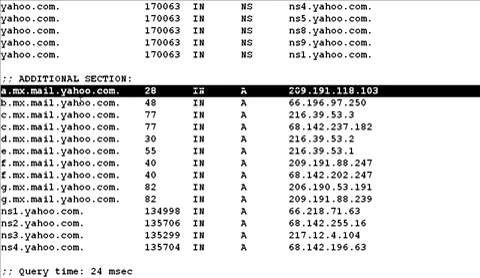 yahoo.com. 170063 IN NS ns4.yahoo.com.
yahoo.com. 170063 IN NS ns5.yahoo.com.
yahoo.com. 170063 IN NS ns8.yahoo.com.
yahoo.com. 170063 IN NS ns9.yahoo.com.
yahoo.com. 170063 IN NS ns1.yahoo.com.
;; ADDITIONAL SECTION:
a.mx.mail.yahoo.com. 28 IN A 209.191.118.103
b.mx.mail.yahoo.com. 48 IN A 66.196.97.250
c.mx.mail.yahoo.com. 77 IN A 216.39.53.3
c.mx.mail.yahoo.com. 77 IN A 68.142.237.182
d.mx.mail.yahoo.com. 30 IN A 216.39.53.2
e.mx.mail.yahoo.com. 55 IN A 216.39.53.1
f.mx.mail.yahoo.com. 40 IN A 209.191.88.247
f.mx.mail.yahoo.com. 40 IN A 68.142.202.247
g.mx.mail.yahoo.com. 82 IN A 206.190.53.191
g.mx.mail.yahoo.com. 82 IN A 209.191.88.239
ns1.yahoo.com. 134998 IN A 66.218.71.63
ns2.yahoo.com. 135706 IN A 68.142.255.16
ns3.yahoo.com. 135299 IN A 217.12.4.104
ns4.yahoo.com. 135704 IN A 68.142.196.63
;; Query time: 24 msec